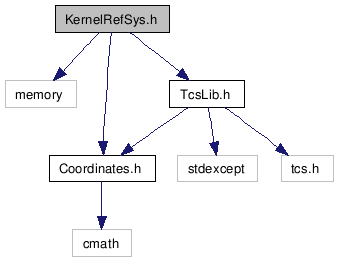 KernelRefSys.h
memory
TcsLib.h
Coordinates.h
stdexcept
tcs.h
cmath